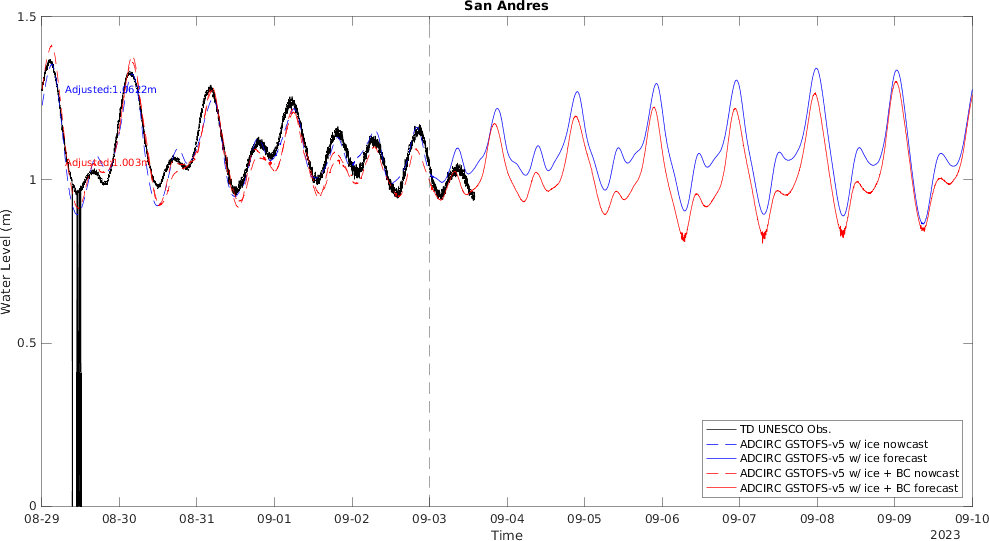 San Andres
1.5
Adjusted:1.0622m
Adjusted:1.003m
1
Water Level (m)
0.5
TD UNESCO Obs.
ADCIRC GSTOFS-v5 w/ ice nowcast
ADCIRC GSTOFS-v5 w/ ice forecast
ADCIRC GSTOFS-v5 w/ ice + BC nowcast
ADCIRC GSTOFS-v5 w/ ice + BC forecast
0
08-29 08-30 08-31 09-01 09-02 09-03 09-04 09-05 09-06 09-07 09-08 09-09 09-10
Time
2023